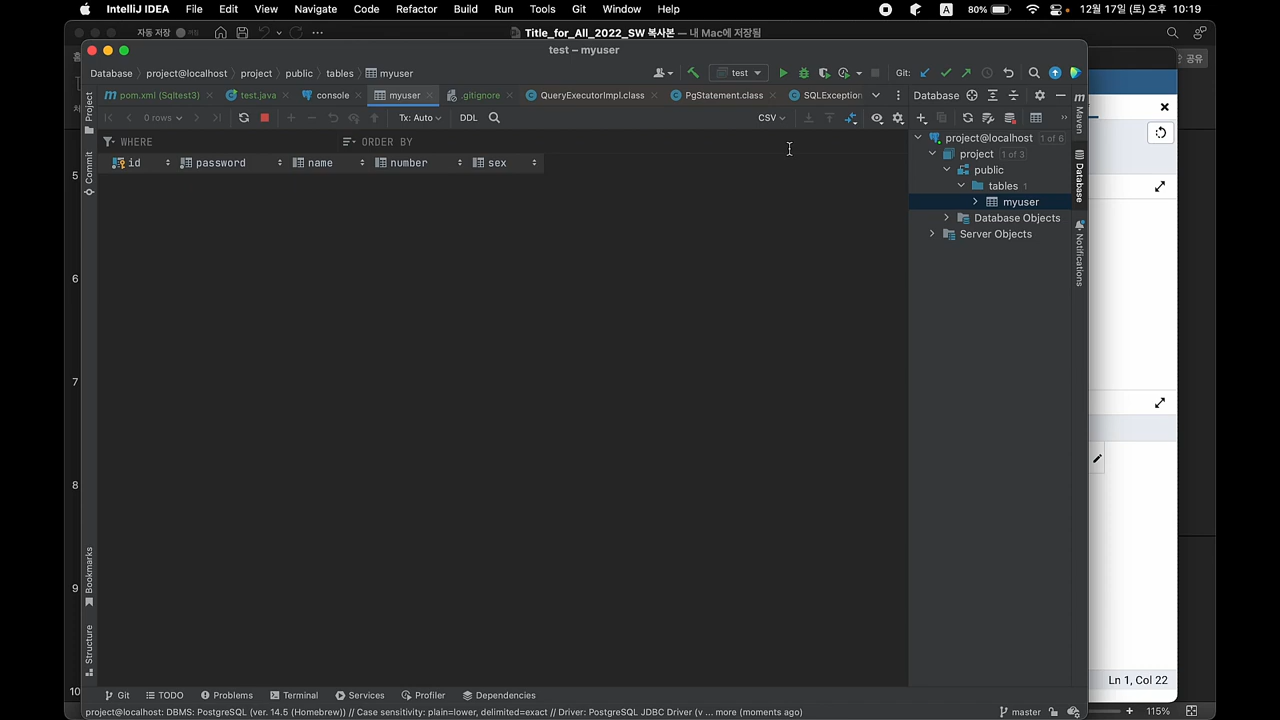 IntelliJ IDEA File Edit View Navigate Code Refactor Build Run Tools Git Window Help A 80% 12월 17일 (토) 오후 10:19
자동 저장 Title_for_All_2022_SW 복사본 — 내 Mac에 저장됨
test – myuser
공유
Database project@localhost project public tables myuser test Git:
pom.xml (Sqltest3) test.java console myuser .gitignore QueryExecutorImpl.class PgStatement.class SQLException Database
0 rows Tx: Auto DDL CSV
WHERE ORDER BY
id password name number sex
project@localhost 1 of 6
project 1 of 3
public
tables 1
myuser
Database Objects
Server Objects
Project
Commit
Bookmarks
Structure
Maven
Database
Notifications
5
6
7
8
9
10
Ln 1, Col 22
Git TODO Problems Terminal Services Profiler Dependencies
project@localhost: DBMS: PostgreSQL (ver. 14.5 (Homebrew)) // Case sensitivity: plain=lower, delimited=exact // Driver: PostgreSQL JDBC Driver (v ... more (moments ago) master
115%